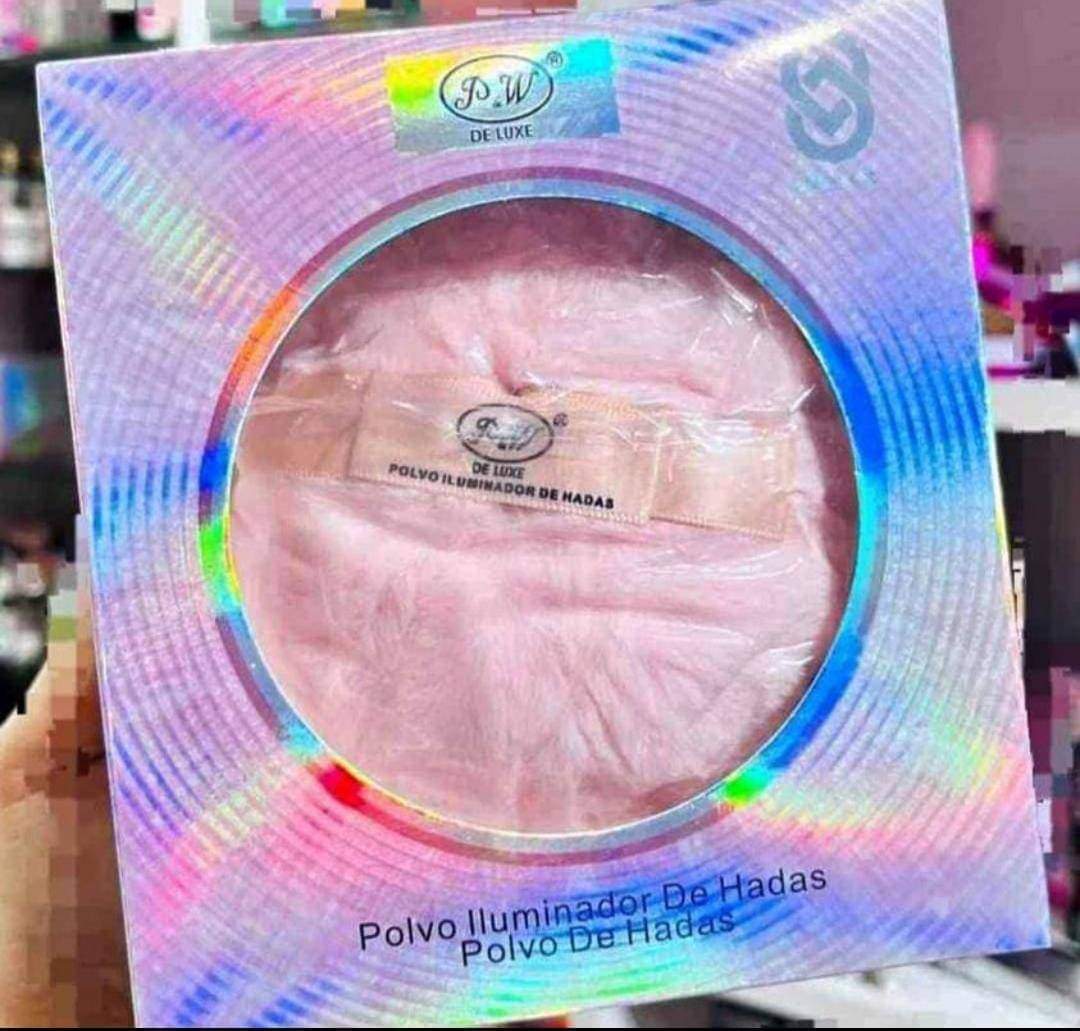 P&W®
DE LUXE
®
DE LUXE
POLVO ILUMINADOR DE HADAS
Polvo Iluminador De Hadas
Polvo De Hadas